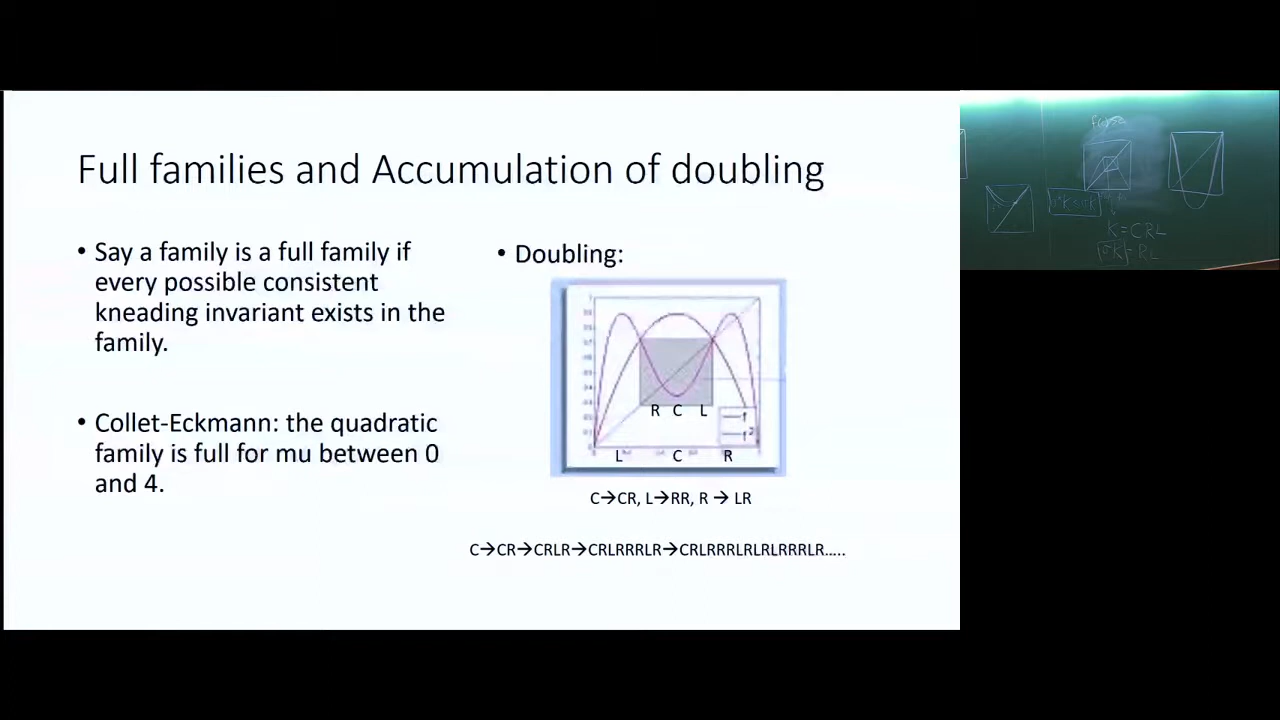 Full families and Accumulation of doubling
• Say a family is a full family if
every possible consistent
kneading invariant exists in the
family.
• Collet-Eckmann: the quadratic
family is full for mu between 0
and 4.
• Doubling:
R C L
f
f²
L C R
C→CR, L→RR, R → LR
C→CR→CRLR→CRLRRRLR→CRLRRRLRLRLRRRLR.....
K=CRL